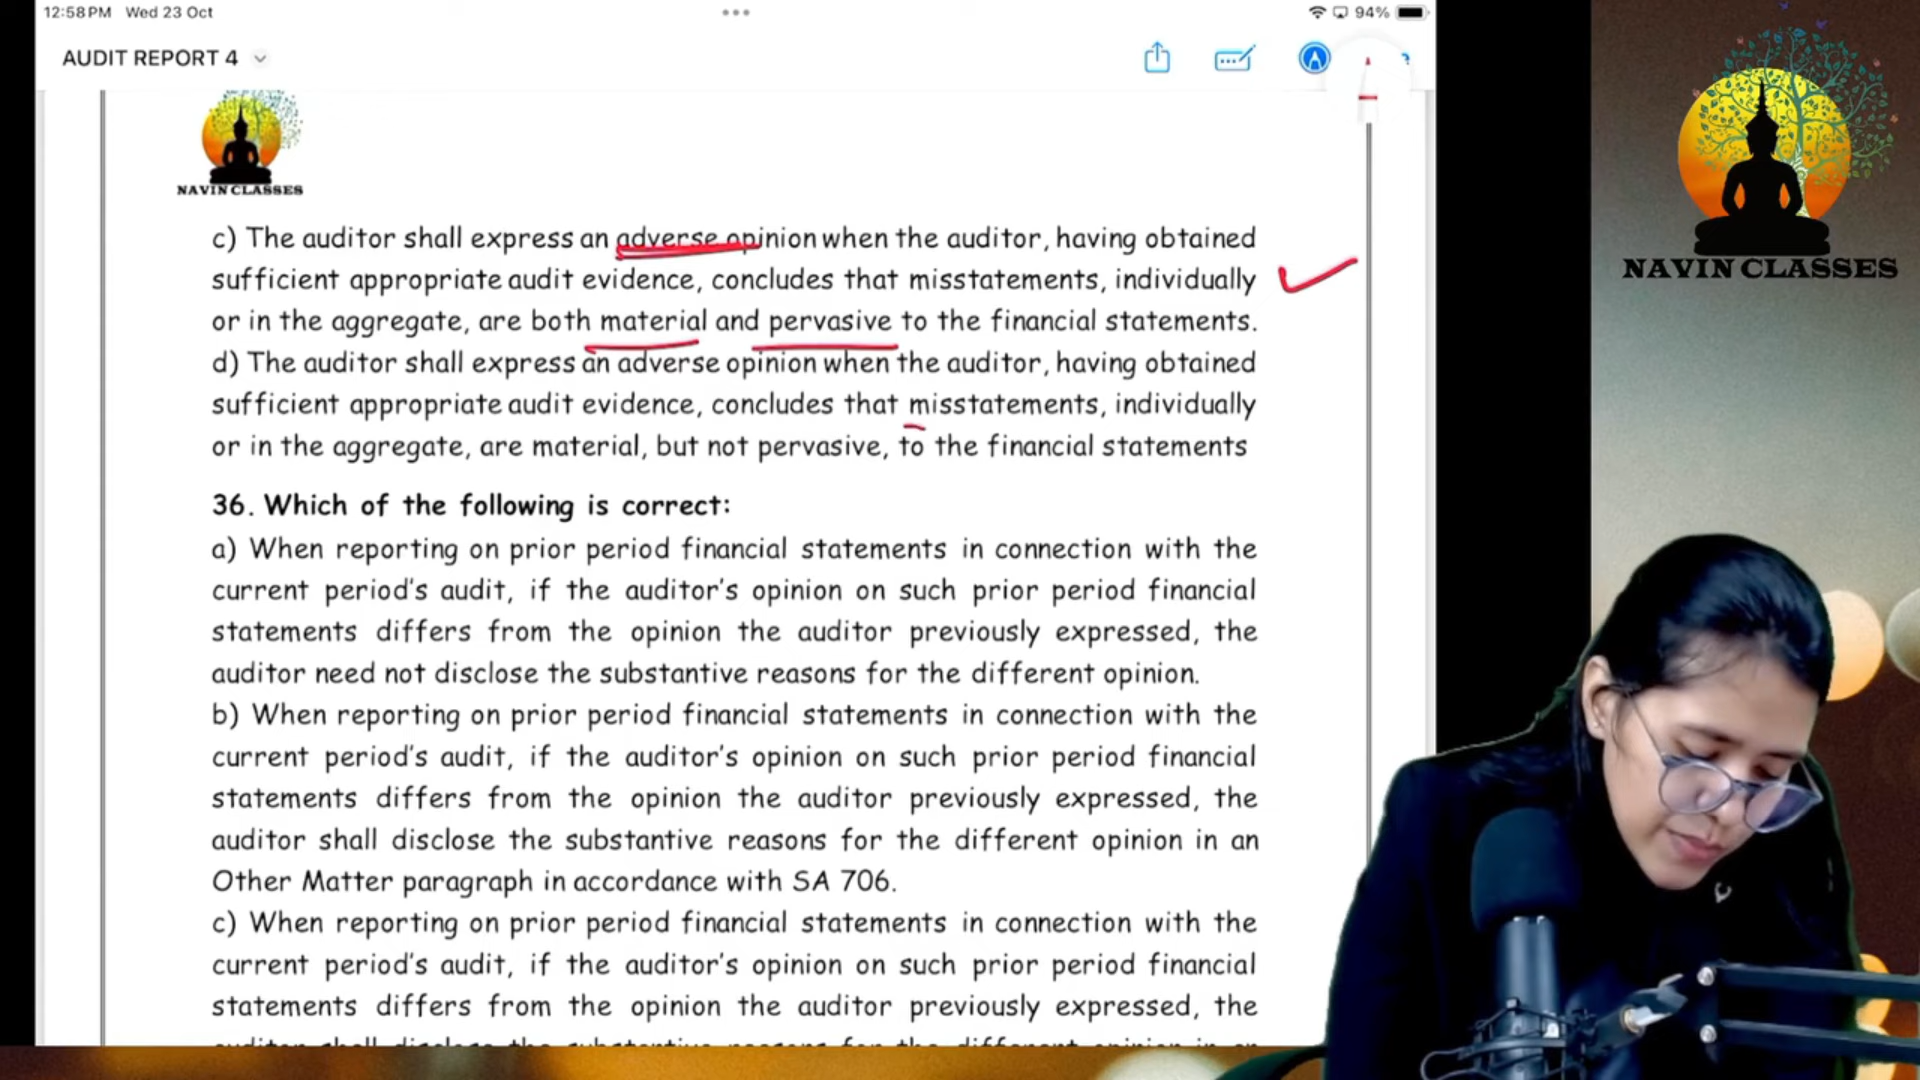 12:58 PM Wed 23 Oct
94%
AUDIT REPORT 4
NAVIN CLASSES
NAVIN CLASSES
c) The auditor shall express an adverse opinion when the auditor, having obtained
sufficient appropriate audit evidence, concludes that misstatements, individually
or in the aggregate, are both material and pervasive to the financial statements.
d) The auditor shall express an adverse opinion when the auditor, having obtained
sufficient appropriate audit evidence, concludes that misstatements, individually
or in the aggregate, are material, but not pervasive, to the financial statements
36. Which of the following is correct:
a) When reporting on prior period financial statements in connection with the
current period's audit, if the auditor's opinion on such prior period financial
statements differs from the opinion the auditor previously expressed, the
auditor need not disclose the substantive reasons for the different opinion.
b) When reporting on prior period financial statements in connection with the
current period's audit, if the auditor's opinion on such prior period financial
statements differs from the opinion the auditor previously expressed, the
auditor shall disclose the substantive reasons for the different opinion in an
Other Matter paragraph in accordance with SA 706.
c) When reporting on prior period financial statements in connection with the
current period's audit, if the auditor's opinion on such prior period financial
statements differs from the opinion the auditor previously expressed, the